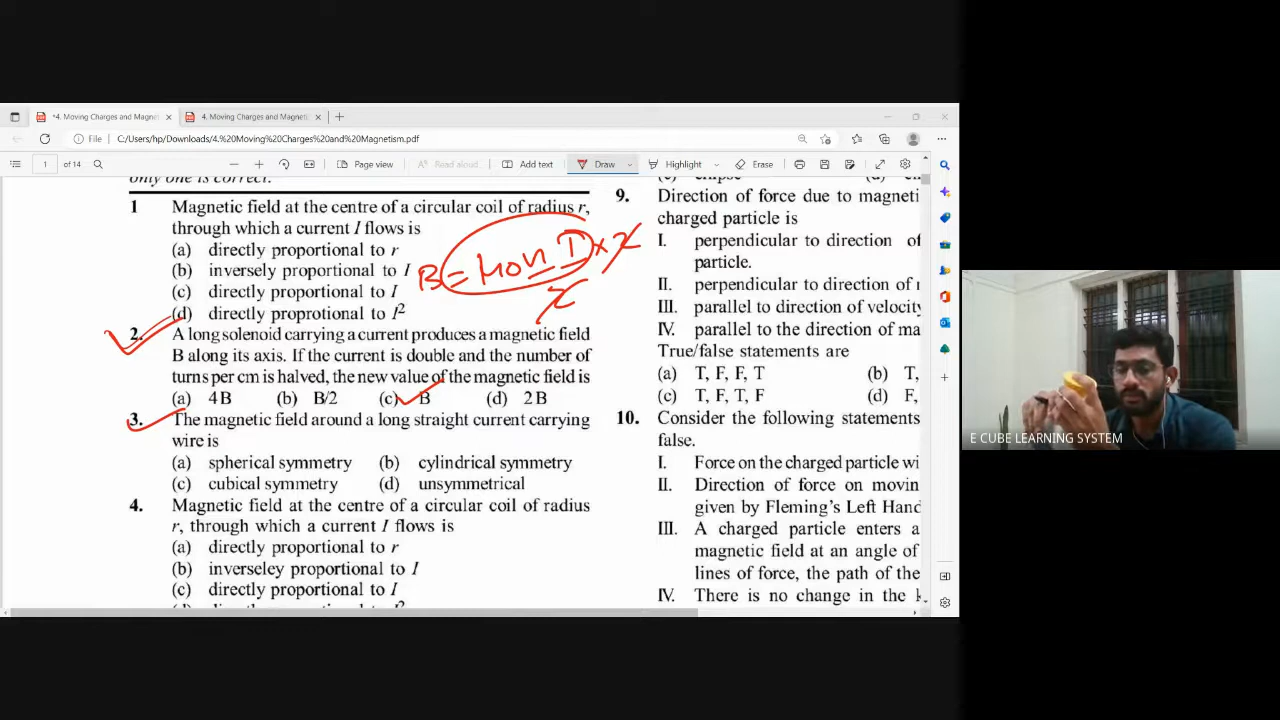 *4. Moving Charges and Magne
4. Moving Charges and Magneti
File
C:/Users/hp/Downloads/4.%20Moving%20Charges%20and%20Magnetism.pdf
1 of 14
Page view
Read aloud
Add text
Draw
Highlight
Erase
only one is correct.
1 Magnetic field at the centre of a circular coil of radius r,
through which a current I flows is
(a) directly proportional to r
(b) inversely proportional to I
(c) directly proportional to I
(d) directly proprotional to I²
B = μ₀ n I × 2
2
2. A long solenoid carrying a current produces a magnetic field
B along its axis. If the current is double and the number of
turns per cm is halved, the new value of the magnetic field is
(a) 4B (b) B/2 (c) B (d) 2B
3. The magnetic field around a long straight current carrying
wire is
(a) spherical symmetry (b) cylindrical symmetry
(c) cubical symmetry (d) unsymmetrical
4. Magnetic field at the centre of a circular coil of radius
r, through which a current I flows is
(a) directly proportional to r
(b) inverseley proportional to I
(c) directly proportional to I
9. Direction of force due to magneti
charged particle is
I. perpendicular to direction of
particle.
II. perpendicular to direction of
III. parallel to direction of velocity
IV. parallel to the direction of ma
True/false statements are
(a) T, F, F, T (b) T,
(c) T, F, T, F (d) F,
10. Consider the following statements
false.
I. Force on the charged particle wi
II. Direction of force on movin
given by Fleming's Left Hand
III. A charged particle enters a
magnetic field at an angle of
lines of force, the path of the
IV. There is no change in the k
E CUBE LEARNING SYSTEM